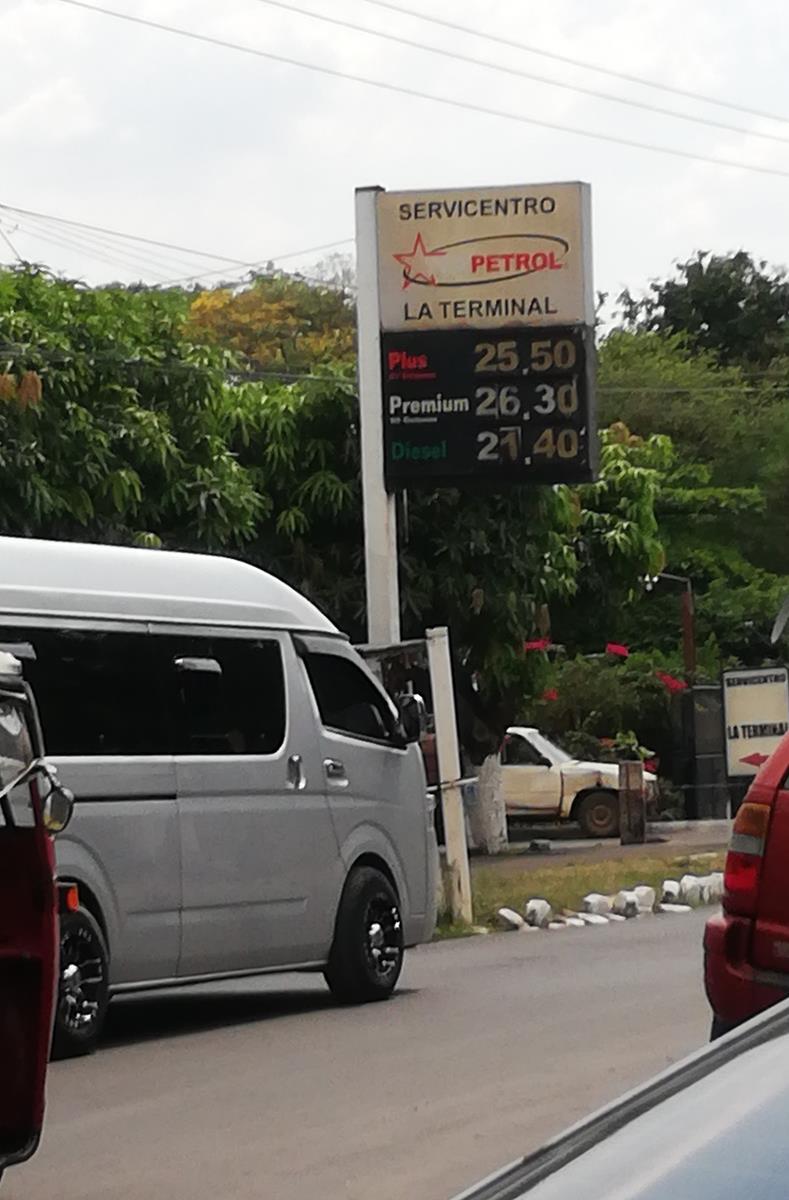 SERVICENTRO
PETROL
LA TERMINAL
Plus 25.50
Premium 26.30
Diesel 21.40
SERVICENTRO
LA TERMINAL